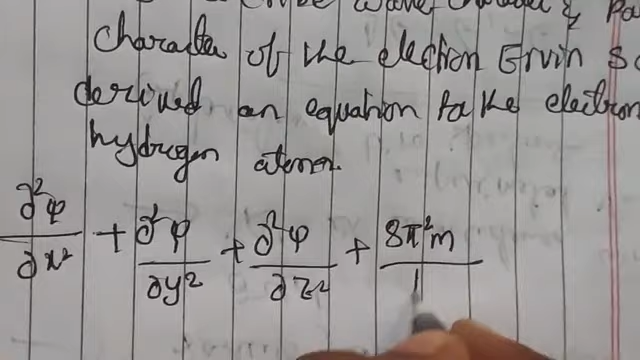 character of the electron Ervin
derived an equation to the electron
hydrogen atom
∂²φ/∂x² + ∂²φ/∂y² + ∂²φ/∂z² + 8π²m